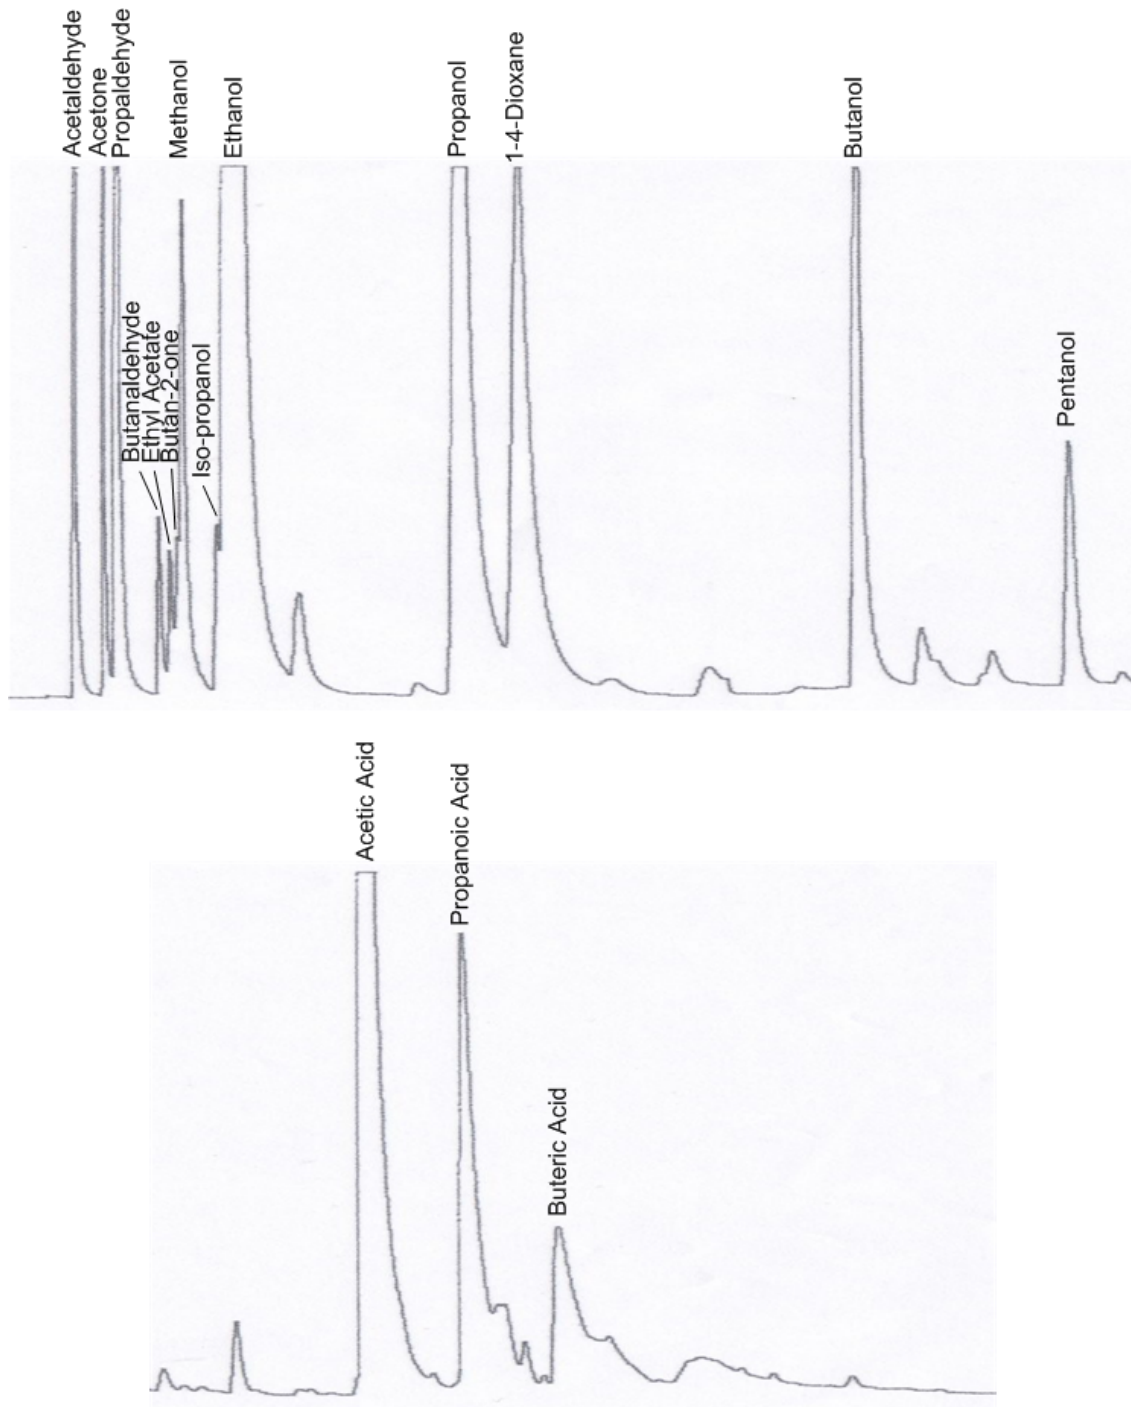 Acetaldehyde
Acetone
Propaldehyde
Butanaldehyde
Ethyl Acetate
Butan-2-one
Methanol
Iso-propanol
Ethanol
Propanol
1-4-Dioxane
Butanol
Pentanol
Acetic Acid
Propanoic Acid
Buteric Acid